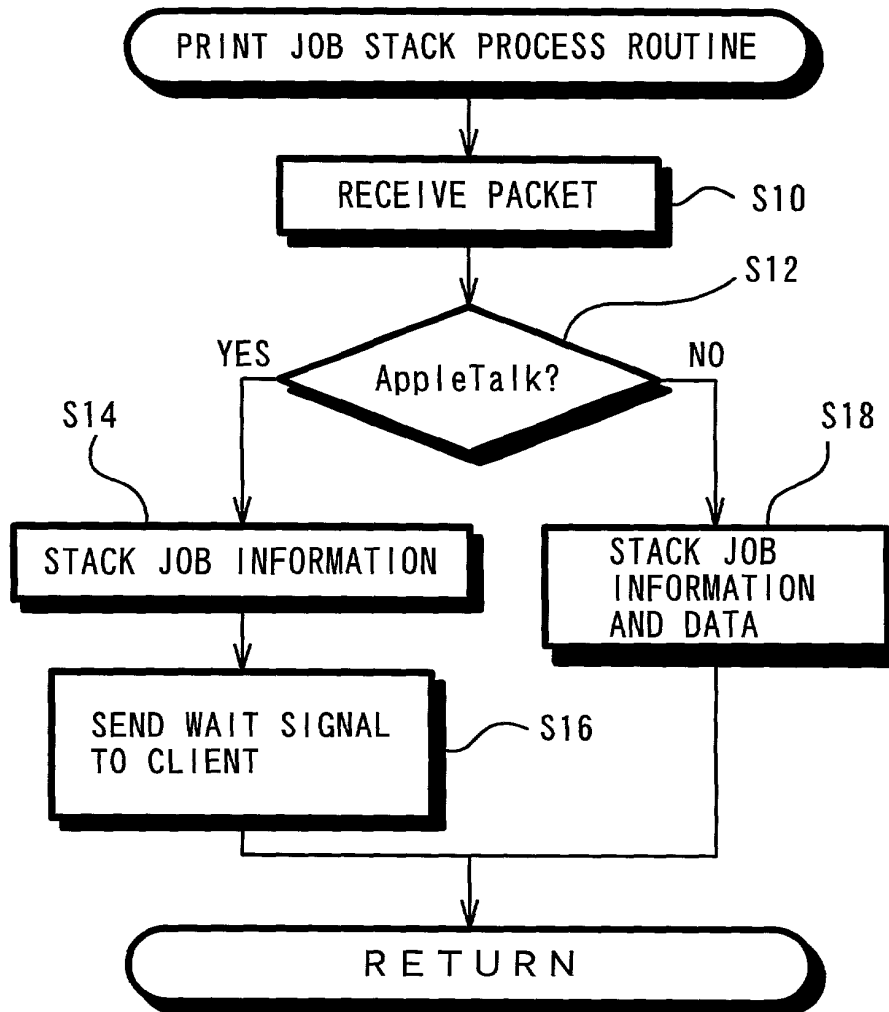 PRINT JOB STACK PROCESS ROUTINE
RECEIVE PACKET
S10
S12
AppleTalk?
YES
NO
S14
S18
STACK JOB INFORMATION
STACK JOB
INFORMATION
AND DATA
SEND WAIT SIGNAL
TO CLIENT
S16
RETURN